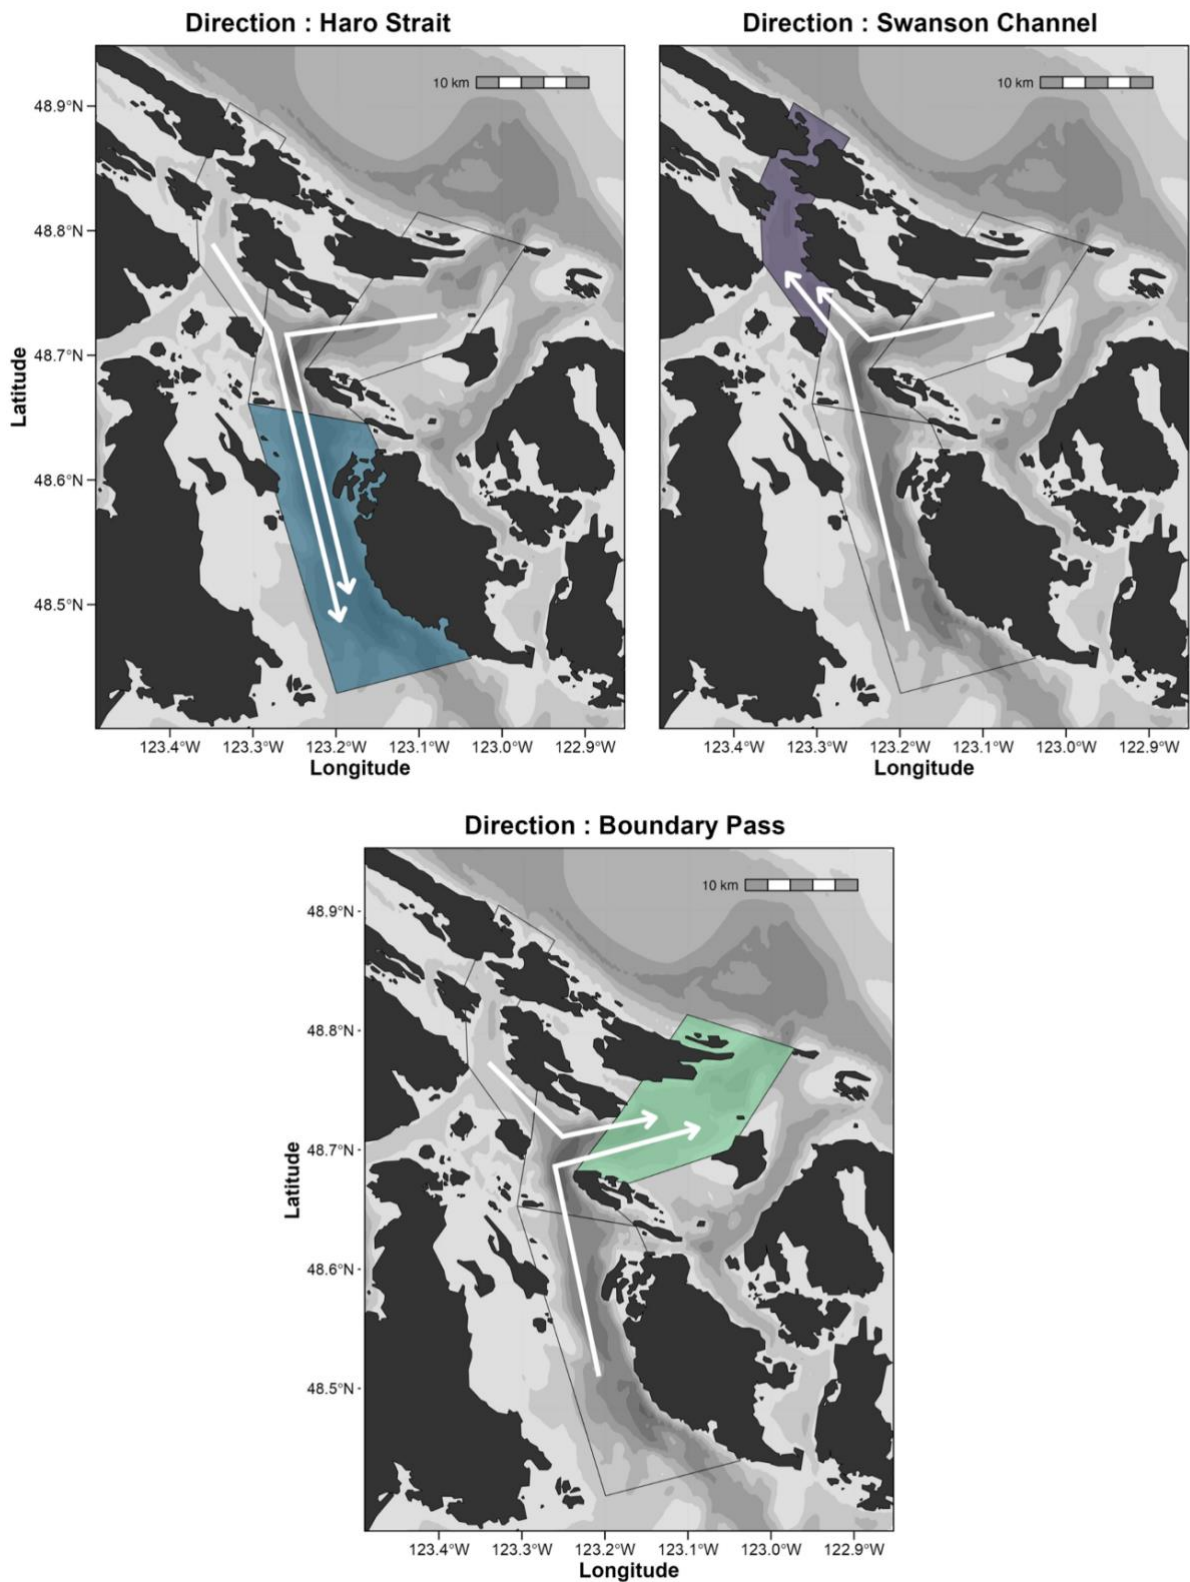 Direction : Haro Strait
Direction : Swanson Channel
10 km
10 km
48.9°N
48.8°N
48.7°N
48.6°N
48.5°N
Latitude
123.4°W 123.3°W 123.2°W 123.1°W 123.0°W 122.9°W
Longitude
123.4°W 123.3°W 123.2°W 123.1°W 123.0°W 122.9°W
Longitude
Direction : Boundary Pass
10 km
48.9°N
48.8°N
48.7°N
48.6°N
48.5°N
Latitude
123.4°W 123.3°W 123.2°W 123.1°W 123.0°W 122.9°W
Longitude